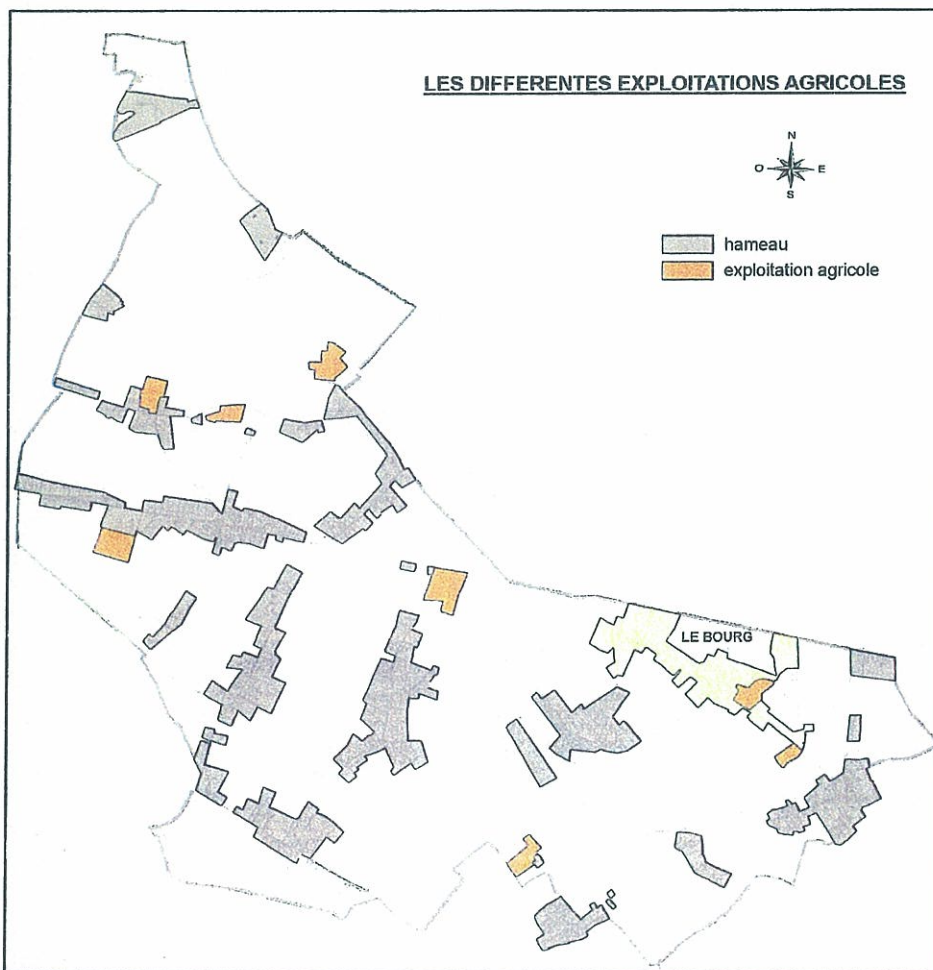 LES DIFFERENTES EXPLOITATIONS AGRICOLES
N
O E
S
hameau
exploitation agricole
LE BOURG